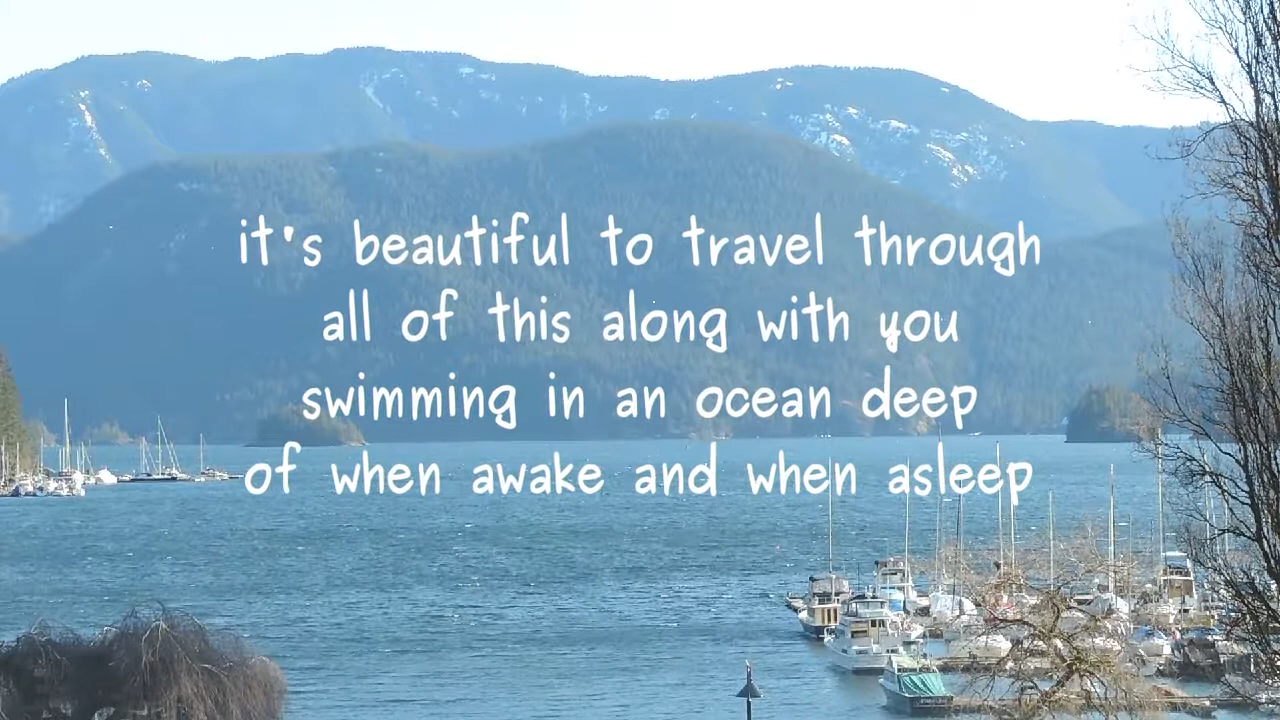 it's beautiful to travel through
all of this along with you
swimming in an ocean deep
of when awake and when asleep